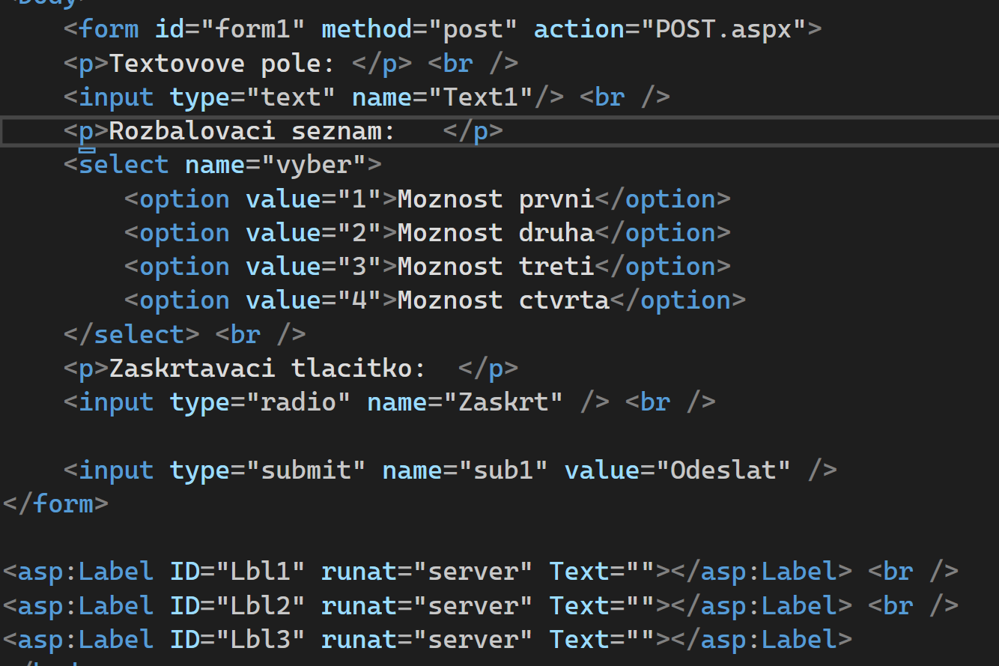 <form id="form1" method="post" action="POST.aspx">
<p>Textovove pole: </p> <br />
<input type="text" name="Text1"/> <br />
<p>Rozbalovaci seznam:   </p>
<select name="vyber">
<option value="1">Moznost prvni</option>
<option value="2">Moznost druha</option>
<option value="3">Moznost treti</option>
<option value="4">Moznost ctvrta</option>
</select> <br />
<p>Zaskrtavaci tlacitko:  </p>
<input type="radio" name="Zaskrt" /> <br />
<input type="submit" name="sub1" value="Odeslat" />
</form>
<asp:Label ID="Lbl1" runat="server" Text=""></asp:Label> <br />
<asp:Label ID="Lbl2" runat="server" Text=""></asp:Label> <br />
<asp:Label ID="Lbl3" runat="server" Text=""></asp:Label>